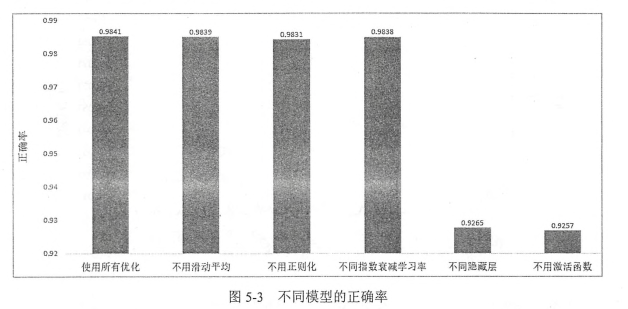 0.99
0.98
0.97
0.96
0.95
0.94
0.93
0.92
正确率
0.9841
0.9839
0.9831
0.9838
0.9265
0.9257
使用所有优化
不用滑动平均
不用正则化
不同指数衰减学习率
不同隐藏层
不用激活函数
图 5-3 不同模型的正确率